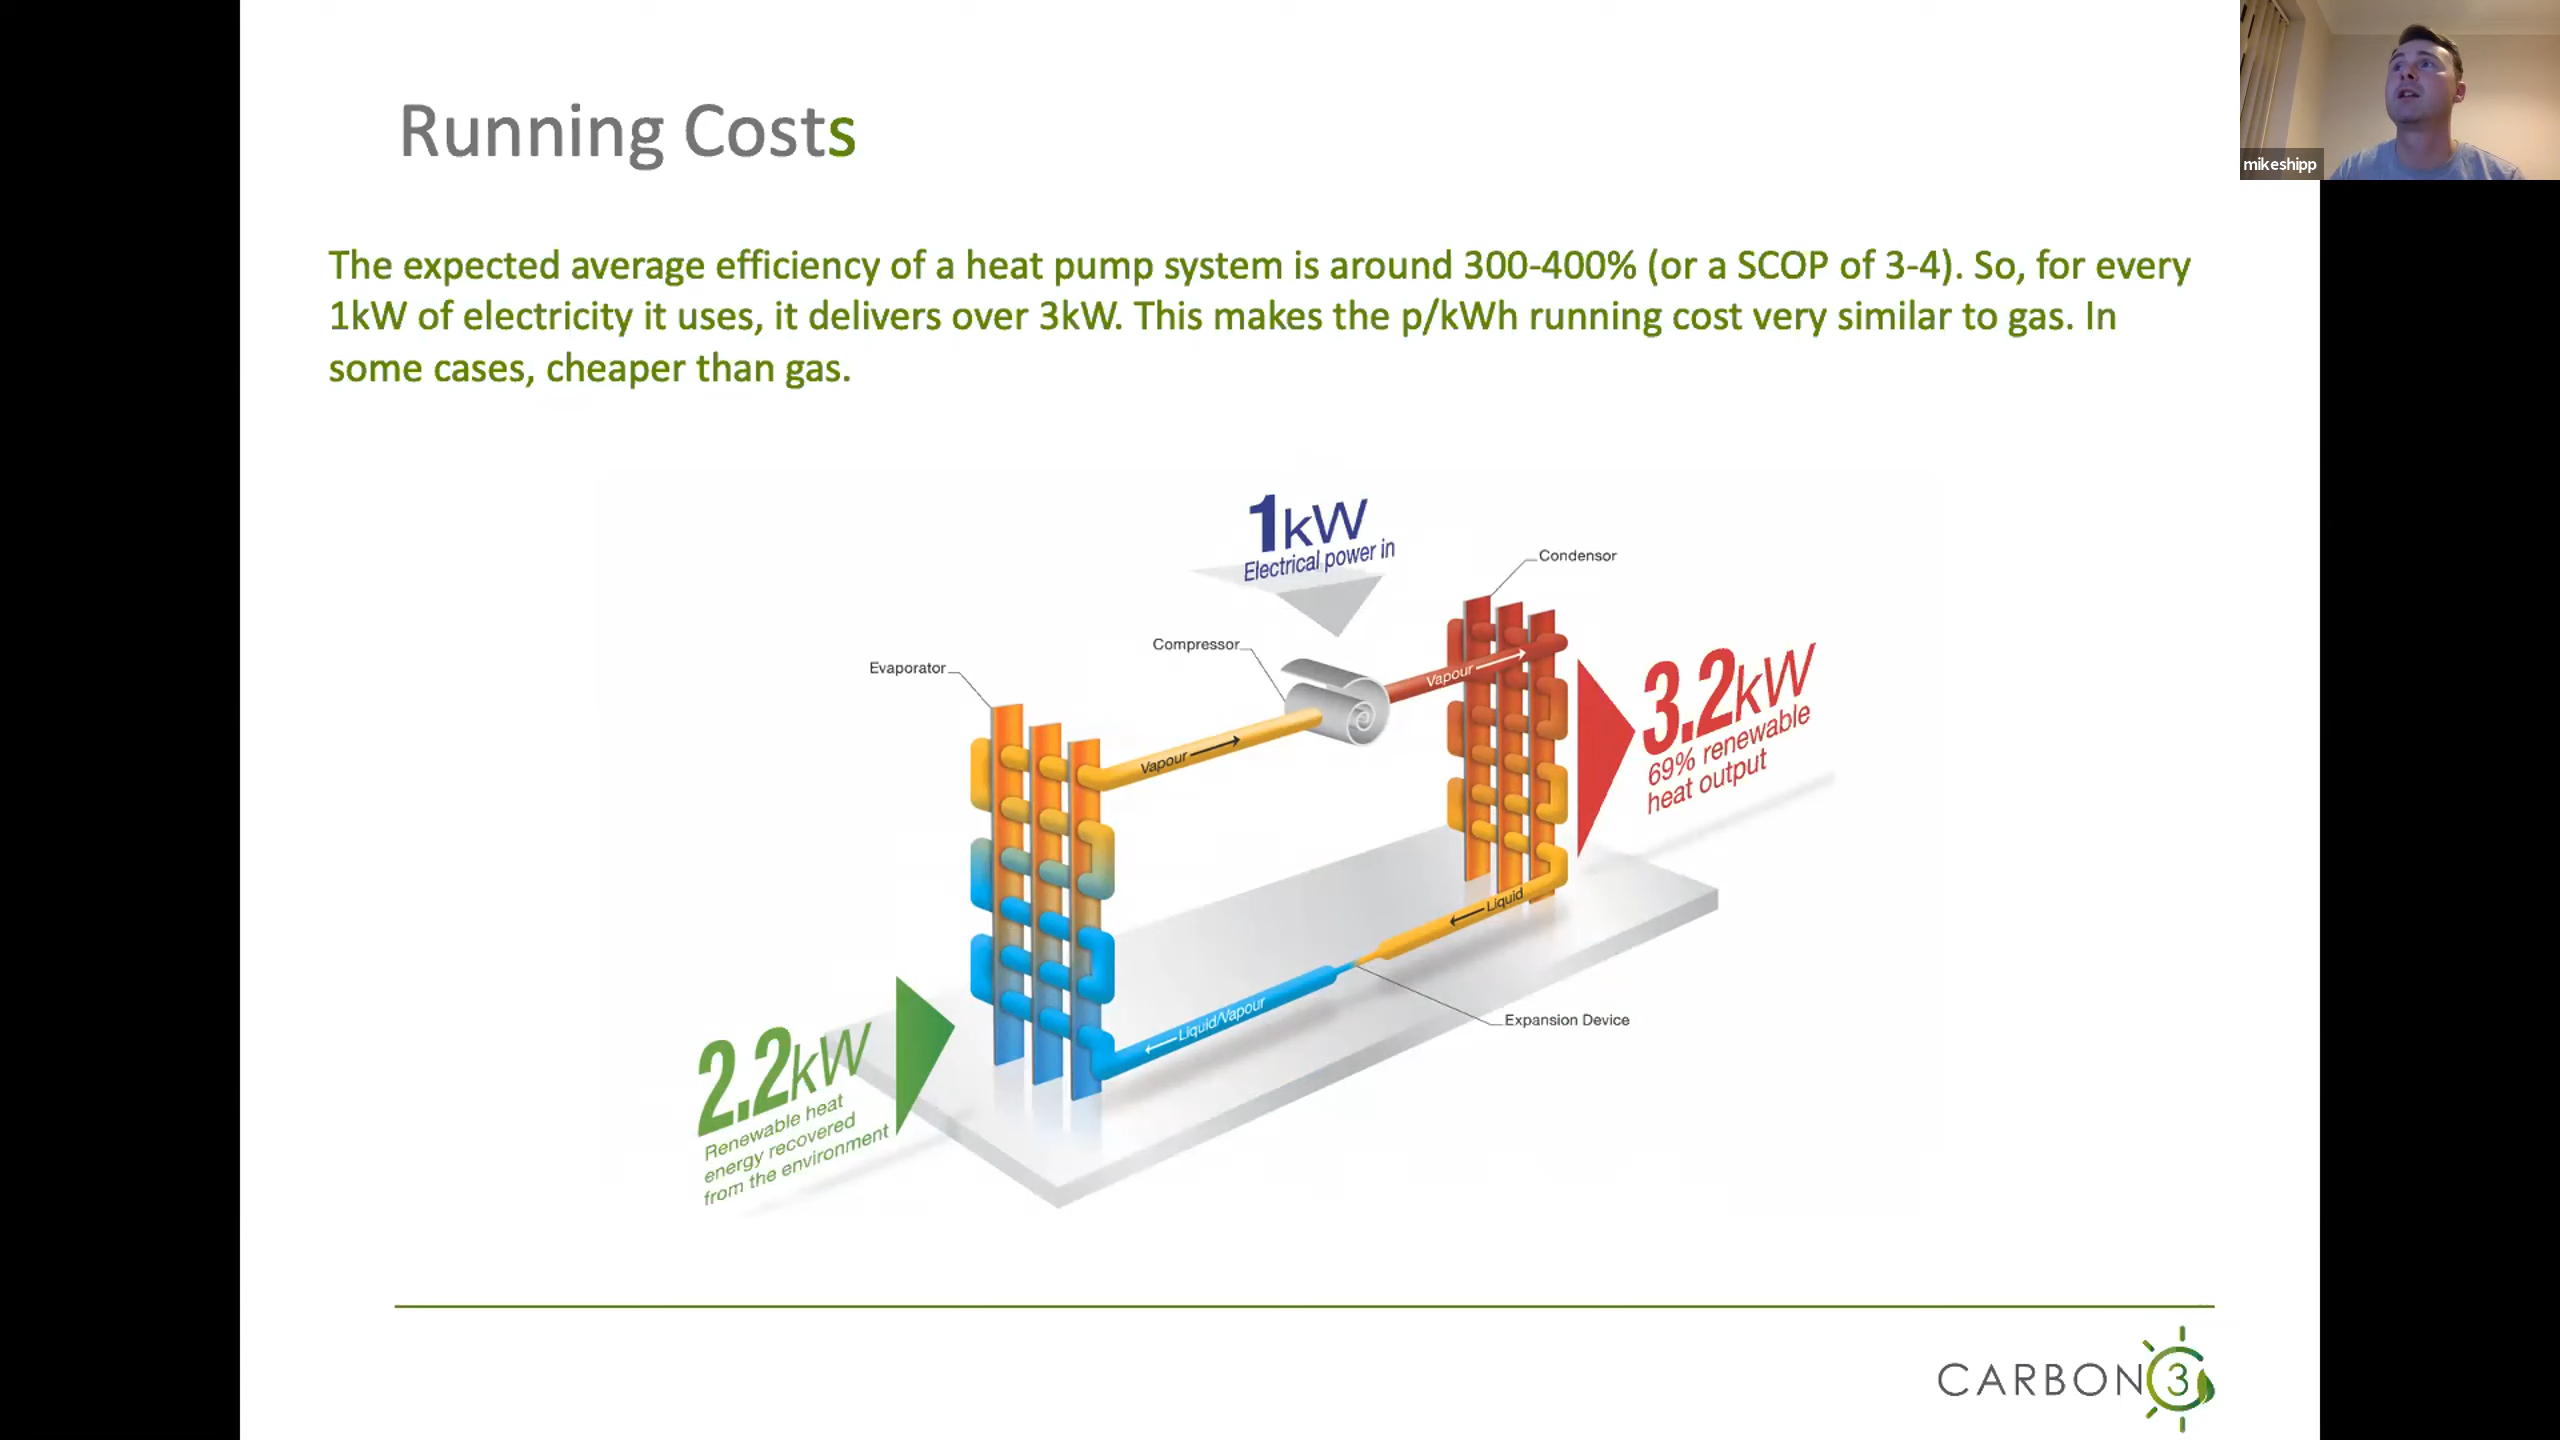 Running Costs
mikeshipp
The expected average efficiency of a heat pump system is around 300-400% (or a SCOP of 3-4). So, for every
1kW of electricity it uses, it delivers over 3kW. This makes the p/kWh running cost very similar to gas. In
some cases, cheaper than gas.
1kW
Electrical power in
Condensor
Compressor
Evaporator
Vapour
Vapour
3.2kW
69% renewable
heat output
Liquid
Liquid/Vapour
Expansion Device
2.2kW
Renewable heat
energy recovered
from the environment
CARBON 3